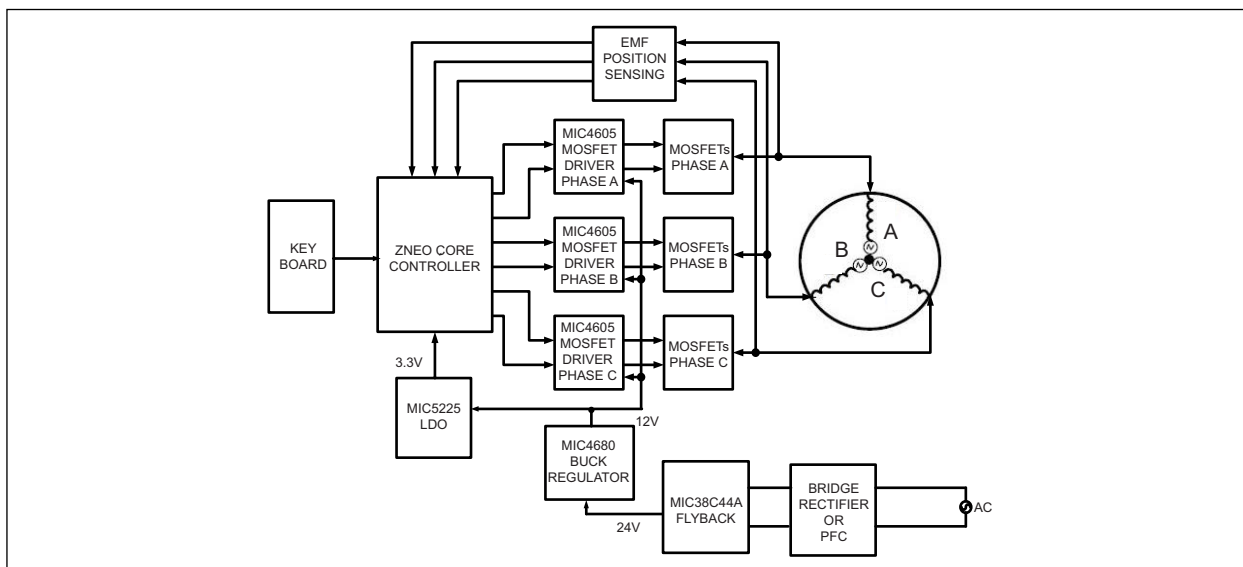 EMF
POSITION
SENSING
MIC4605
MOSFET
DRIVER
PHASE A
MOSFETs
PHASE A
KEY
BOARD
ZNEO CORE
CONTROLLER
MIC4605
MOSFET
DRIVER
PHASE B
MOSFETs
PHASE B
A
B
C
MIC4605
MOSFET
DRIVER
PHASE C
MOSFETs
PHASE C
3.3V
MIC5225
LDO
12V
MIC4680
BUCK
REGULATOR
24V
MIC38C44A
FLYBACK
BRIDGE
RECTIFIER
OR
PFC
AC